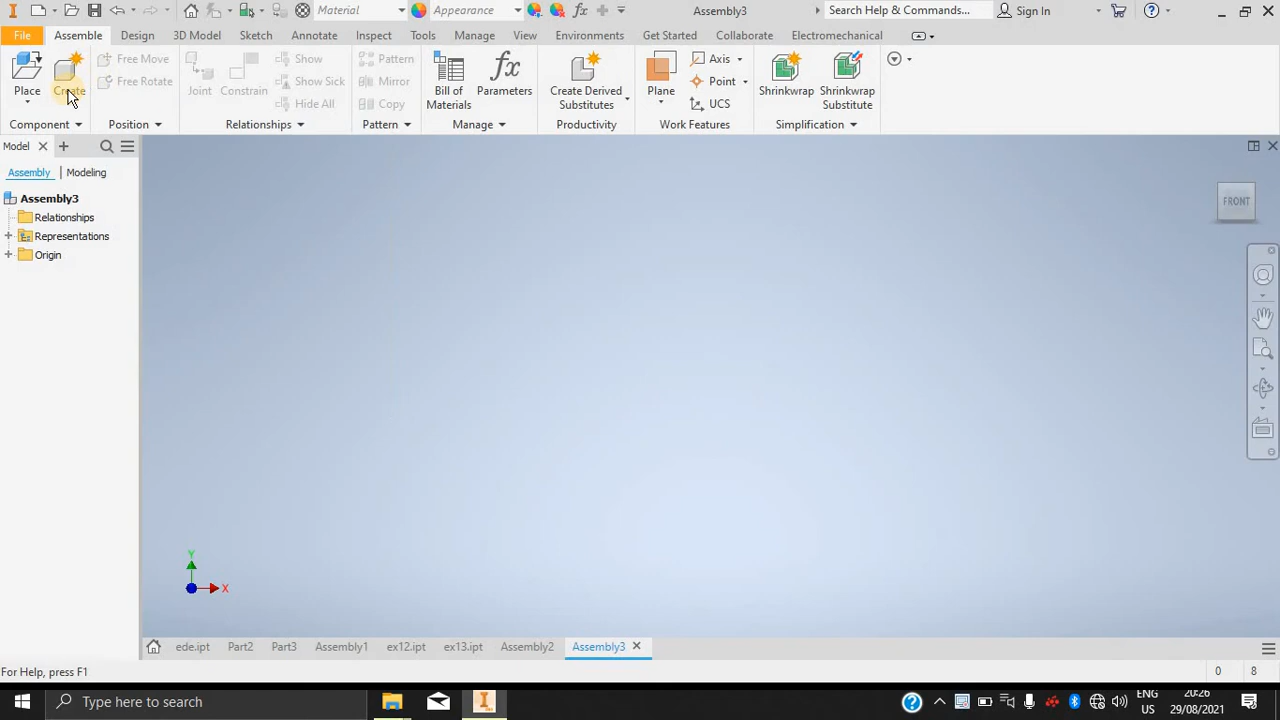 Material
Appearance
fx
Assembly3
Search Help & Commands...
Sign In
File
Assemble
Design
3D Model
Sketch
Annotate
Inspect
Tools
Manage
View
Environments
Get Started
Collaborate
Electromechanical
Place
Create
Free Move
Free Rotate
Joint
Constrain
Show
Show Sick
Hide All
Pattern
Mirror
Copy
Bill of Materials
fx
Parameters
Create Derived Substitutes
Plane
Axis
Point
UCS
Shrinkwrap
Shrinkwrap Substitute
Component
Position
Relationships
Pattern
Manage
Productivity
Work Features
Simplification
Model
Assembly
Modeling
Assembly3
Relationships
Representations
Origin
FRONT
Y
X
ede.ipt
Part2
Part3
Assembly1
ex12.ipt
ex13.ipt
Assembly2
Assembly3
For Help, press F1
0
8
Type here to search
ENG
US
20:26
29/08/2021